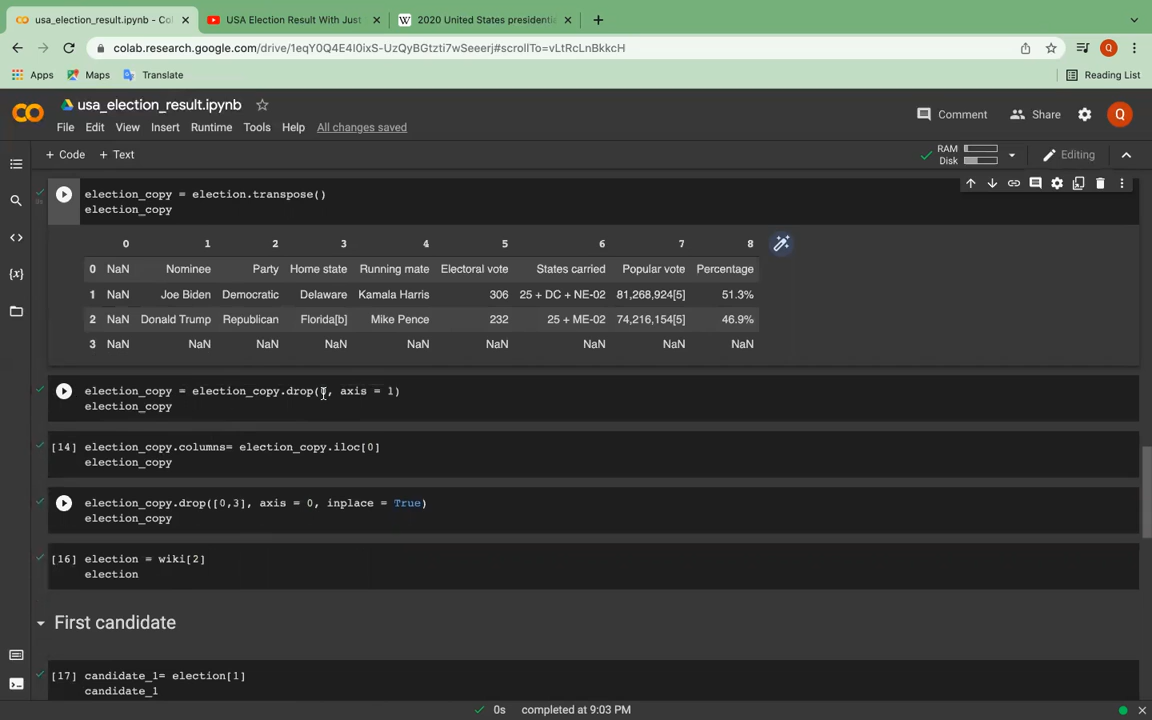 usa_election_result.ipynb - Co
USA Election Result With Just
2020 United States presidenti
colab.research.google.com/drive/1eqY0Q4E4I0ixS-UzQyBGtzti7wSeeerj#scrollTo=vLtRcLnBkkcH
Apps Maps Translate Reading List
usa_election_result.ipynb
Comment Share Q
File Edit View Insert Runtime Tools Help All changes saved
+ Code + Text RAM Disk Editing
election_copy = election.transpose()
election_copy
0 1 2 3 4 5 6 7 8
0 NaN Nominee Party Home state Running mate Electoral vote States carried Popular vote Percentage
1 NaN Joe Biden Democratic Delaware Kamala Harris 306 25 + DC + NE-02 81,268,924[5] 51.3%
2 NaN Donald Trump Republican Florida[b] Mike Pence 232 25 + ME-02 74,216,154[5] 46.9%
3 NaN NaN NaN NaN NaN NaN NaN NaN NaN
election_copy = election_copy.drop(0, axis = 1)
election_copy
[14] election_copy.columns= election_copy.iloc[0]
election_copy
election_copy.drop([0,3], axis = 0, inplace = True)
election_copy
[16] election = wiki[2]
election
First candidate
[17] candidate_1= election[1]
candidate_1
0s completed at 9:03 PM